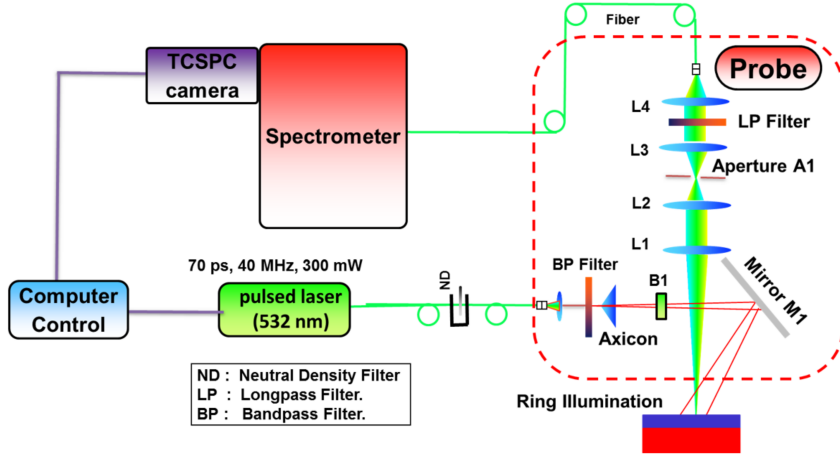 Fiber
TCSPC
camera
Probe
L4
LP Filter
Spectrometer
L3
Aperture A1
L2
L1
70 ps, 40 MHz, 300 mW
ND
BP Filter
B1
Mirror M1
Computer
Control
pulsed laser
(532 nm)
Axicon
ND : Neutral Density Filter
LP : Longpass Filter.
BP : Bandpass Filter.
Ring Illumination